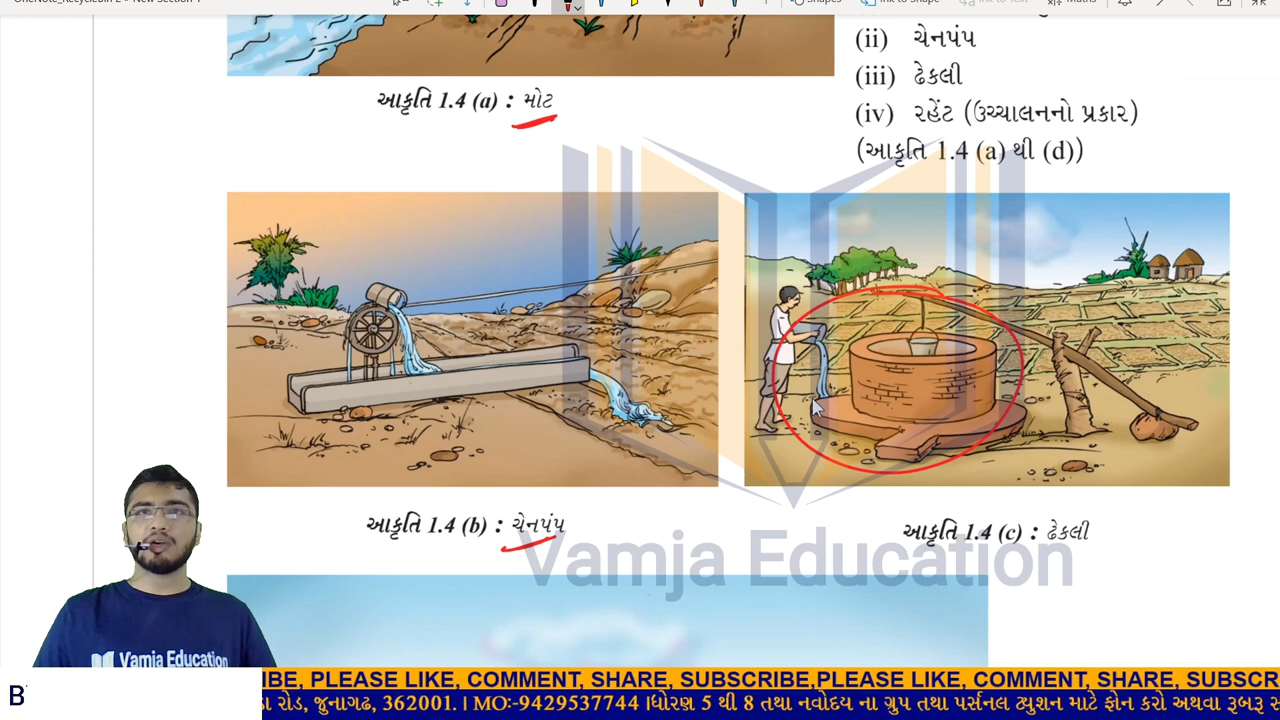 (ii) ચેનપંપ
(iii) ઢેકલી
આકૃતિ 1.4 (a) : મોટ
(iv) રહેંટ (ઉચ્ચાલનનો પ્રકાર)
(આકૃતિ 1.4 (a) થી (d))
આકૃતિ 1.4 (b) : ચેનપંપ
આકૃતિ 1.4 (c) : ઢેકલી
Vamja Education
Vamja Education
IBE, PLEASE LIKE, COMMENT, SHARE, SUBSCRIBE,PLEASE LIKE, COMMENT, SHARE, SUBSCR
રોડ, જુનાગઢ, 362001. | MO:-9429537744 |ધોરણ 5 થી 8 તથા નવોદય ના ગ્રુપ તથા પર્સનલ ટ્યુશન માટે ફોન કરો અથવા રૂબરૂ